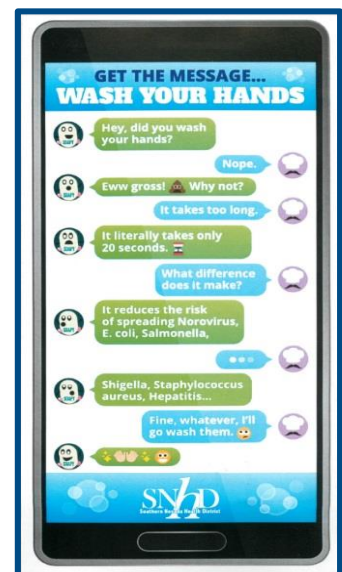 GET THE MESSAGE...
WASH YOUR HANDS
Hey, did you wash
your hands?
Nope.
Eww gross! 💩 Why not?
It takes too long.
It literally takes only
20 seconds.
What difference
does it make?
It reduces the risk
of spreading Norovirus,
E. coli, Salmonella,
Shigella, Staphylococcus
aureus, Hepatitis...
Fine, whatever, I'll
go wash them.
SNHD
Southern Nevada Health District